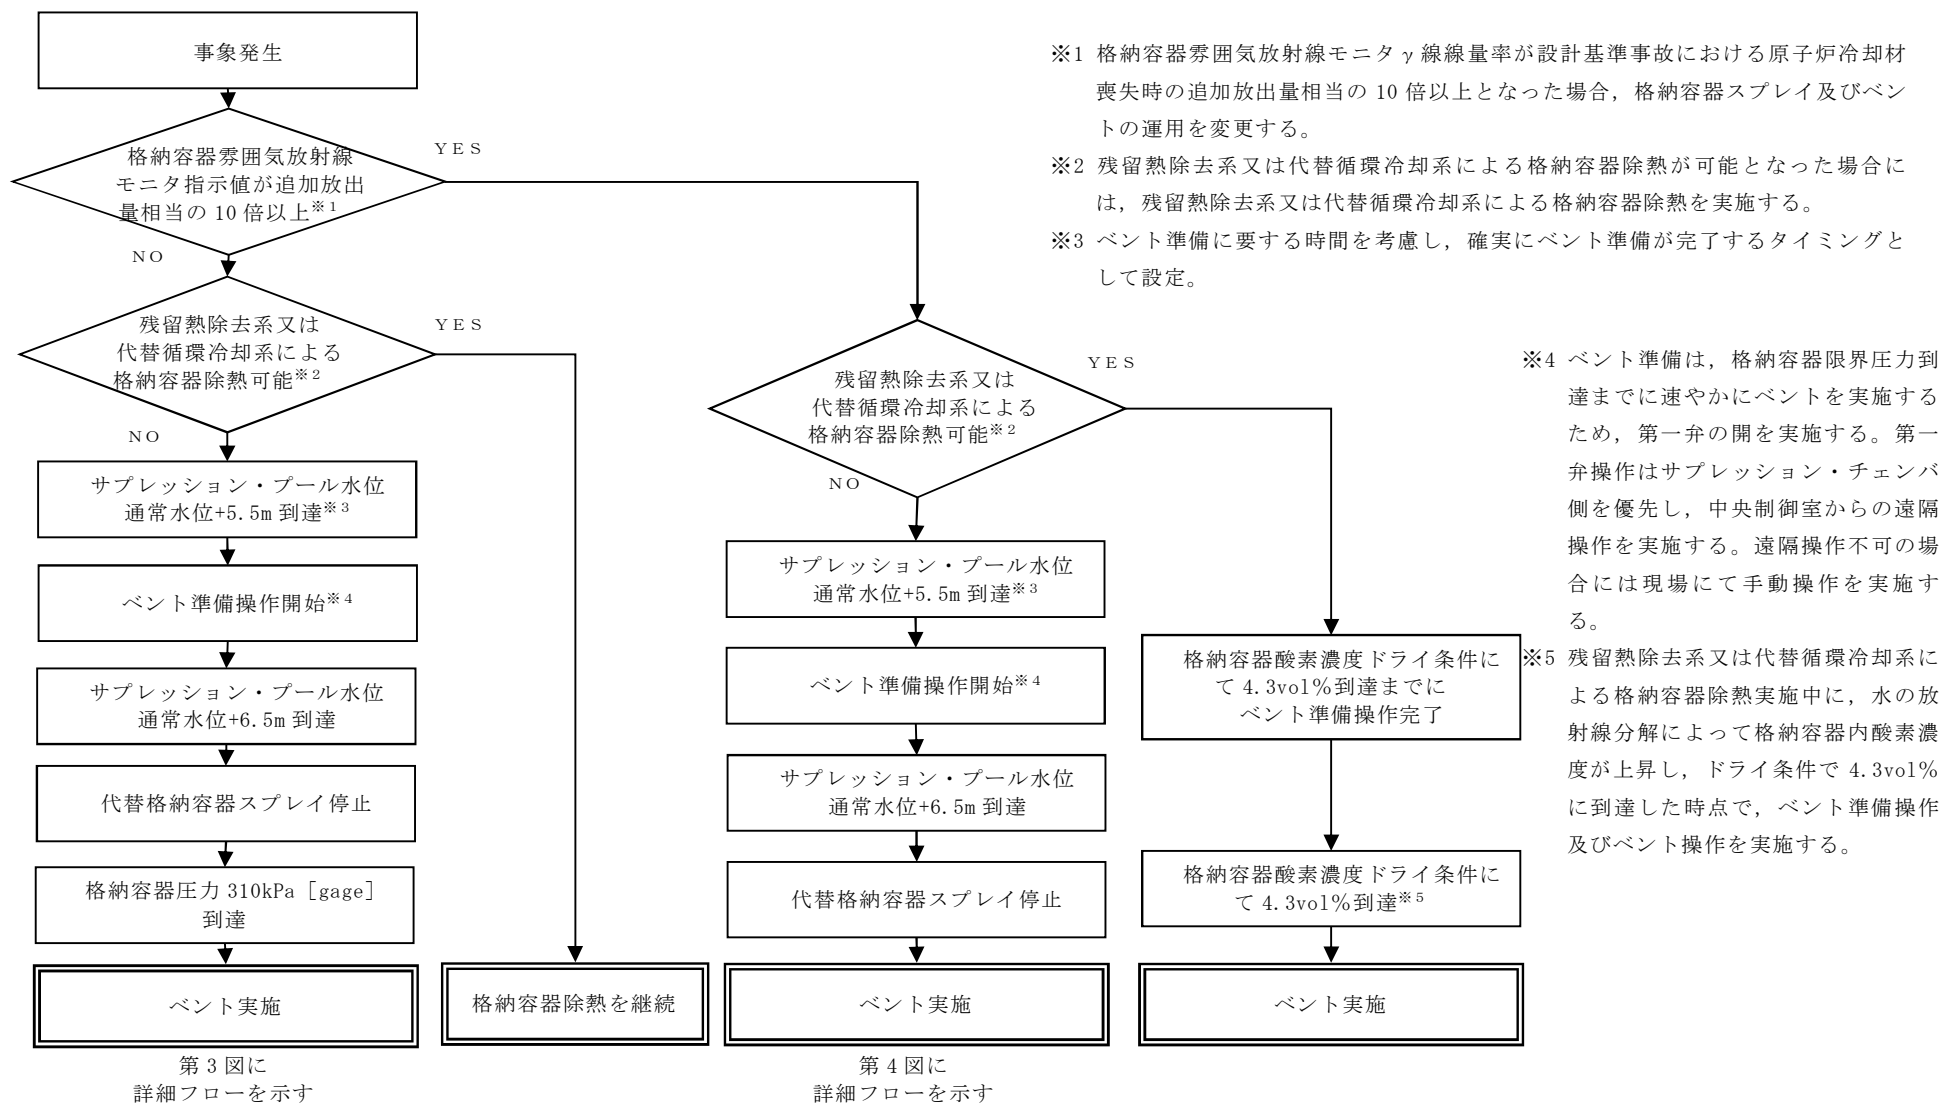 事象発生
格納容器雰囲気放射線
モニタ指示値が追加放出
量相当の 10 倍以上※1
YES
NO
残留熱除去系又は
代替循環冷却系による
格納容器除熱可能※2
YES
NO
サプレッション・プール水位
通常水位+5.5m 到達※3
ベント準備操作開始※4
サプレッション・プール水位
通常水位+6.5m 到達
代替格納容器スプレイ停止
格納容器圧力 310kPa［gage］
到達
ベント実施
第 3 図に
詳細フローを示す
格納容器除熱を継続
残留熱除去系又は
代替循環冷却系による
格納容器除熱可能※2
YES
NO
サプレッション・プール水位
通常水位+5.5m 到達※3
ベント準備操作開始※4
サプレッション・プール水位
通常水位+6.5m 到達
代替格納容器スプレイ停止
ベント実施
第 4 図に
詳細フローを示す
格納容器酸素濃度ドライ条件に
て 4.3vol％到達までに
ベント準備操作完了
格納容器酸素濃度ドライ条件に
て 4.3vol％到達※5
ベント実施
※1 格納容器雰囲気放射線モニタγ線線量率が設計基準事故における原子炉冷却材
喪失時の追加放出量相当の 10 倍以上となった場合，格納容器スプレイ及びベン
トの運用を変更する。
※2 残留熱除去系又は代替循環冷却系による格納容器除熱が可能となった場合に
は，残留熱除去系又は代替循環冷却系による格納容器除熱を実施する。
※3 ベント準備に要する時間を考慮し，確実にベント準備が完了するタイミングと
して設定。
※4 ベント準備は，格納容器限界圧力到
達までに速やかにベントを実施する
ため，第一弁の開を実施する。第一
弁操作はサプレッション・チェンバ
側を優先し，中央制御室からの遠隔
操作を実施する。遠隔操作不可の場
合には現場にて手動操作を実施す
る。
※5 残留熱除去系又は代替循環冷却系に
よる格納容器除熱実施中に，水の放
射線分解によって格納容器内酸素濃
度が上昇し，ドライ条件で 4.3vol％
に到達した時点で，ベント準備操作
及びベント操作を実施する。